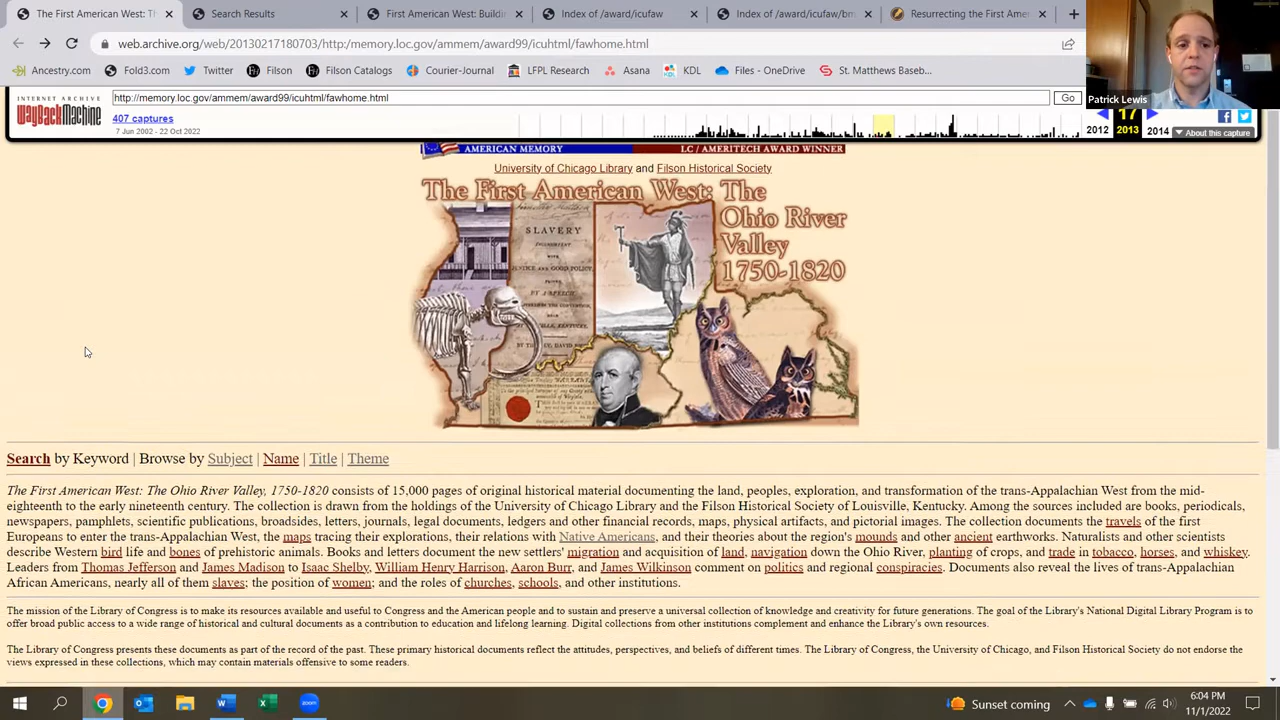 The First American West: T
Search Results
First American West: Buildi
Index of /award/icufaw
Index of /award/icufaw/bm
Resurrecting the First Ame
web.archive.org/web/20130217180703/http:/memory.loc.gov/ammem/award99/icuhtml/fawhome.html
Ancestry.com
Fold3.com
Twitter
Filson
Filson Catalogs
Courier-Journal
LFPL Research
Asana
KDL
Files - OneDrive
St. Matthews Baseb...
Patrick Lewis
INTERNET ARCHIVE
WayBackMachine
http://memory.loc.gov/ammem/award99/icuhtml/fawhome.html
Go
407 captures
7 Jun 2002 - 22 Oct 2022
2012
17
2013
2014
About this capture
AMERICAN MEMORY
LC / AMERITECH AWARD WINNER
University of Chicago Library and Filson Historical Society
The First American West: The
Ohio River
Valley
1750-1820
SLAVERY
INCONSISTENT
WITH
JUSTICE AND GOOD POLICY,
BY A SPEECH,
Search by Keyword | Browse by Subject | Name | Title | Theme
The First American West: The Ohio River Valley, 1750-1820 consists of 15,000 pages of original historical material documenting the land, peoples, exploration, and transformation of the trans-Appalachian West from the mid-
eighteenth to the early nineteenth century. The collection is drawn from the holdings of the University of Chicago Library and the Filson Historical Society of Louisville, Kentucky. Among the sources included are books, periodicals,
newspapers, pamphlets, scientific publications, broadsides, letters, journals, legal documents, ledgers and other financial records, maps, physical artifacts, and pictorial images. The collection documents the travels of the first
Europeans to enter the trans-Appalachian West, the maps tracing their explorations, their relations with Native Americans, and their theories about the region's mounds and other ancient earthworks. Naturalists and other scientists
describe Western bird life and bones of prehistoric animals. Books and letters document the new settlers' migration and acquisition of land, navigation down the Ohio River, planting of crops, and trade in tobacco, horses, and whiskey.
Leaders from Thomas Jefferson and James Madison to Isaac Shelby, William Henry Harrison, Aaron Burr, and James Wilkinson comment on politics and regional conspiracies. Documents also reveal the lives of trans-Appalachian
African Americans, nearly all of them slaves; the position of women; and the roles of churches, schools, and other institutions.
The mission of the Library of Congress is to make its resources available and useful to Congress and the American people and to sustain and preserve a universal collection of knowledge and creativity for future generations. The goal of the Library's National Digital Library Program is to
offer broad public access to a wide range of historical and cultural documents as a contribution to education and lifelong learning. Digital collections from other institutions complement and enhance the Library's own resources.
The Library of Congress presents these documents as part of the record of the past. These primary historical documents reflect the attitudes, perspectives, and beliefs of different times. The Library of Congress, the University of Chicago, and Filson Historical Society do not endorse the
views expressed in these collections, which may contain materials offensive to some readers.
zoom
Sunset coming
6:04 PM
11/1/2022